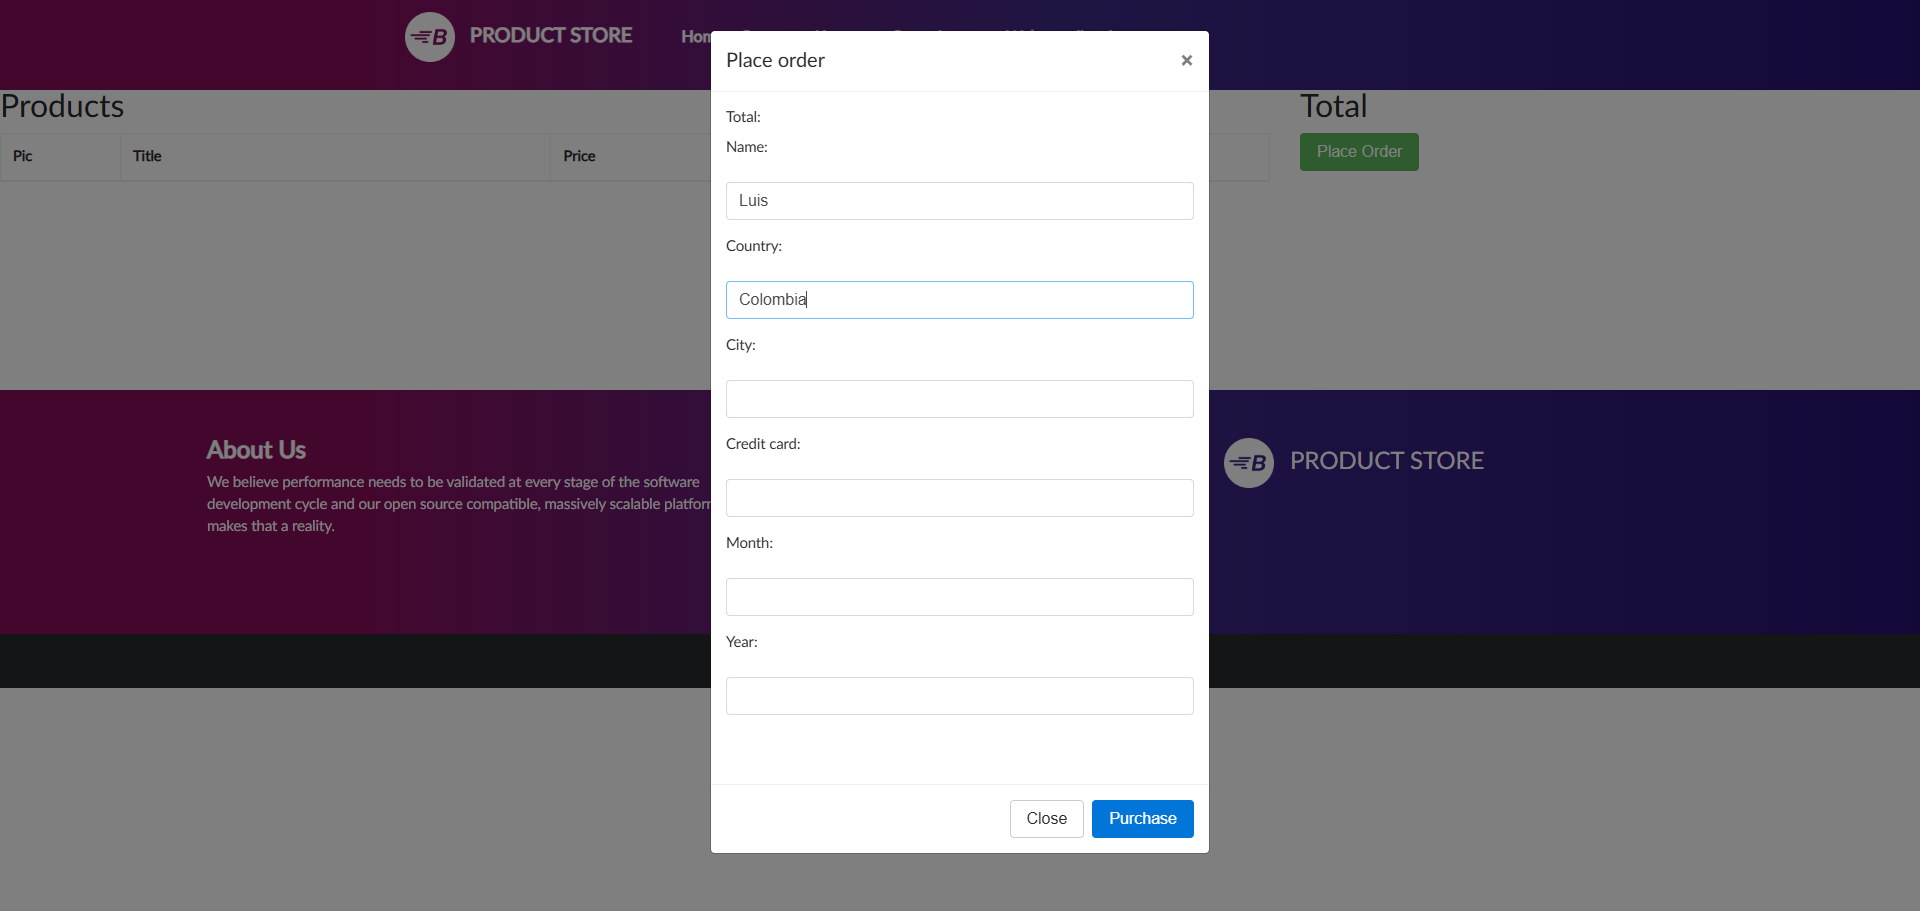 PRODUCT STORE
Place order
×
Products
Pic Title Price
Total
Place Order
Total:
Name:
Luis
Country:
Colombia
City:
Credit card:
Month:
Year:
Close Purchase
About Us
We believe performance needs to be validated at every stage of the software
development cycle and our open source compatible, massively scalable
makes that a reality.
B PRODUCT STORE